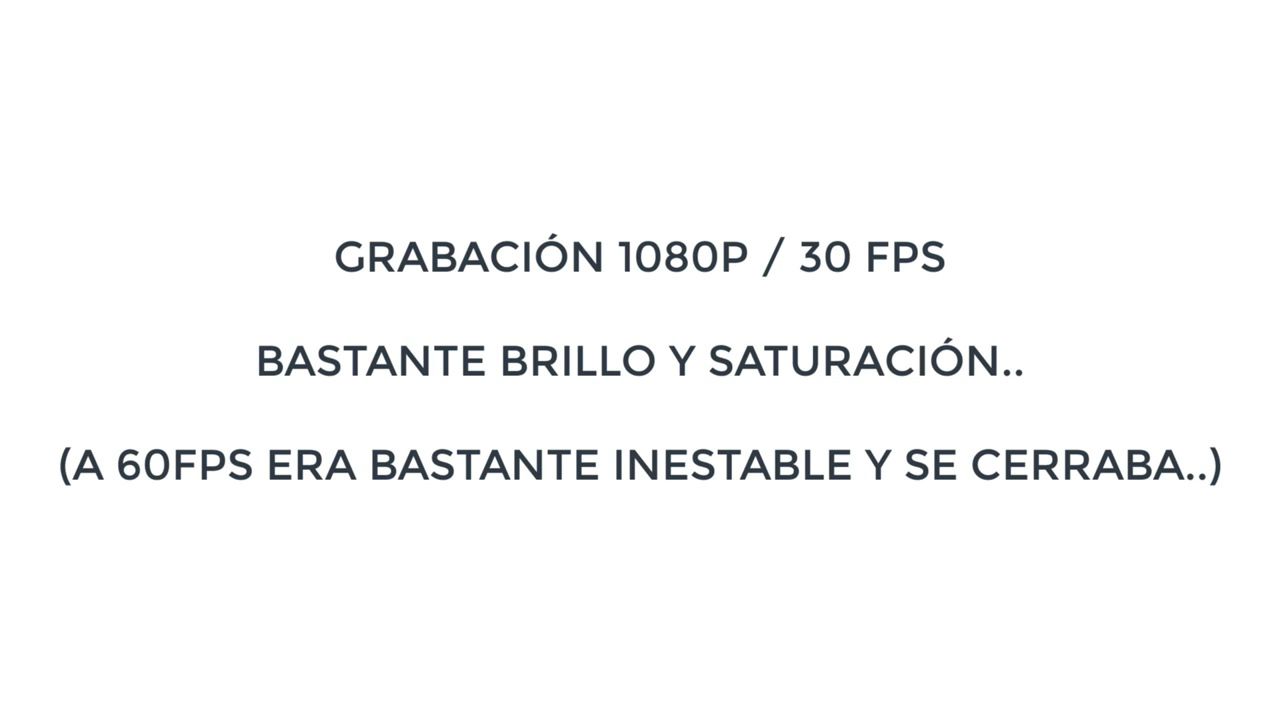 GRABACIÓN 1080P / 30 FPS
BASTANTE BRILLO Y SATURACIÓN..
(A 60FPS ERA BASTANTE INESTABLE Y SE CERRABA..)